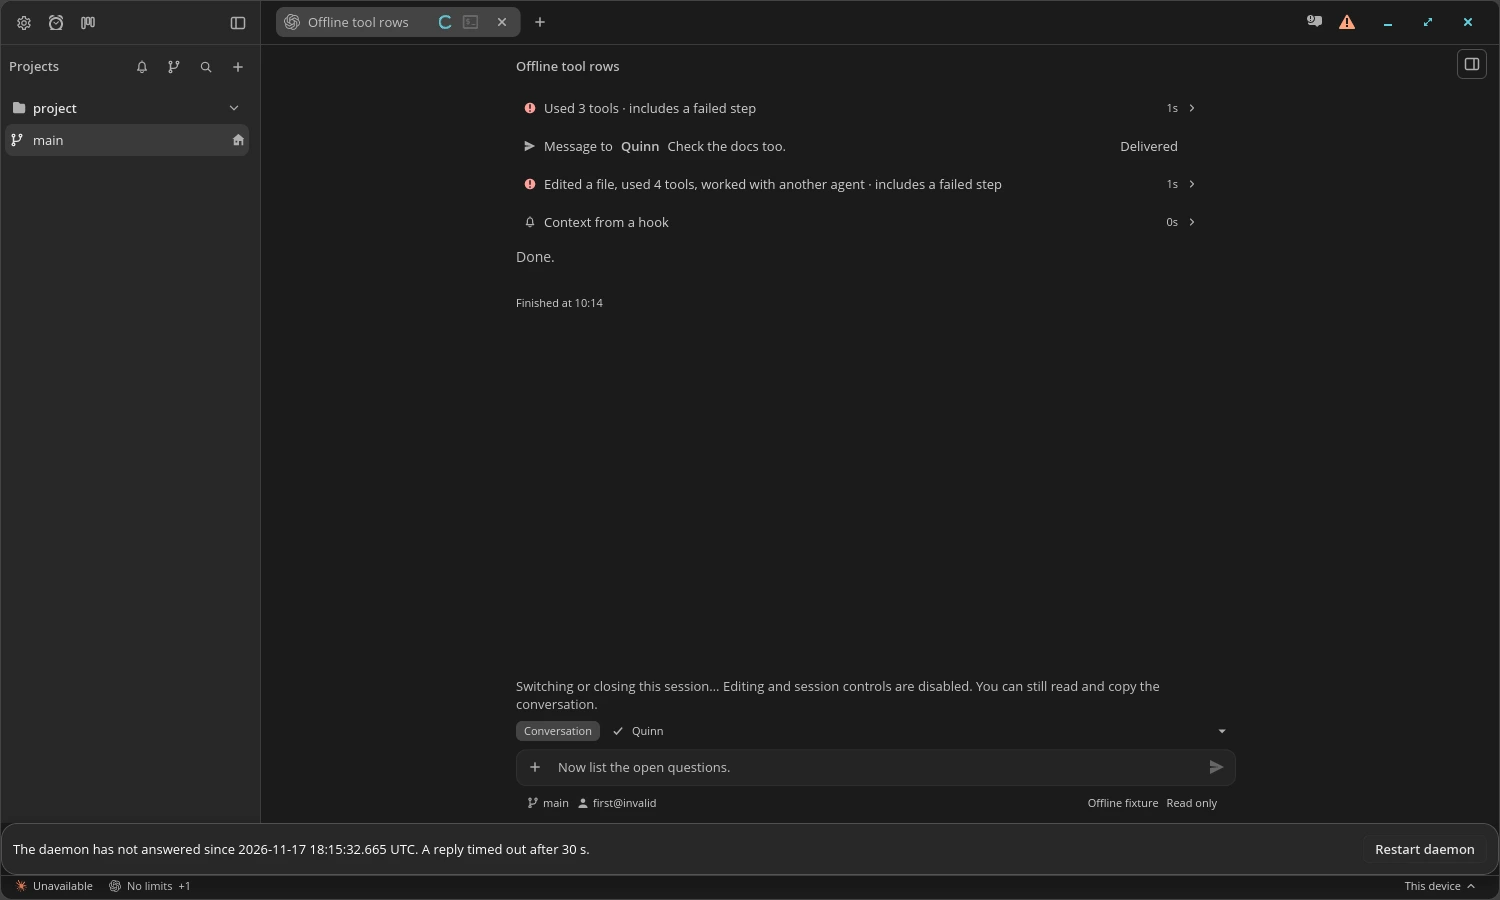 Offline tool rows
Projects
Offline tool rows
project
main
Used 3 tools · includes a failed step 1s
Message to Quinn Check the docs too. Delivered
Edited a file, used 4 tools, worked with another agent · includes a failed step 1s
Context from a hook 0s
Done.
Finished at 10:14
Switching or closing this session... Editing and session controls are disabled. You can still read and copy the
conversation.
Conversation Quinn
Now list the open questions.
main first@invalid Offline fixture Read only
The daemon has not answered since 2026-11-17 18:15:32.665 UTC. A reply timed out after 30 s. Restart daemon
Unavailable No limits +1 This device